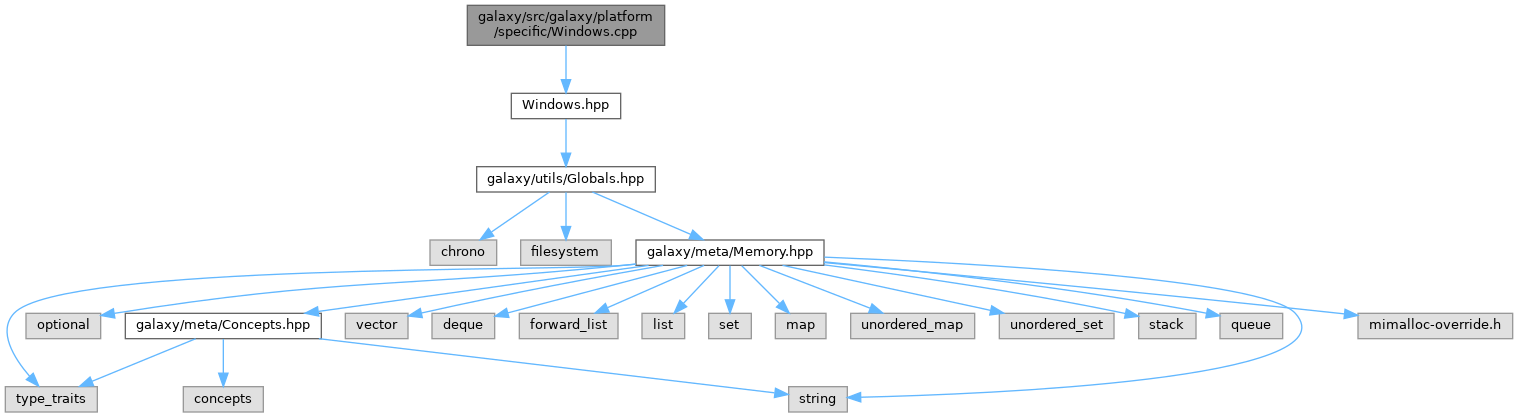 galaxy/src/galaxy/platform
/specific/Windows.cpp
Windows.hpp
galaxy/utils/Globals.hpp
chrono
filesystem
galaxy/meta/Memory.hpp
optional
galaxy/meta/Concepts.hpp
vector
deque
forward_list
list
set
map
unordered_map
unordered_set
stack
queue
mimalloc-override.h
type_traits
concepts
string